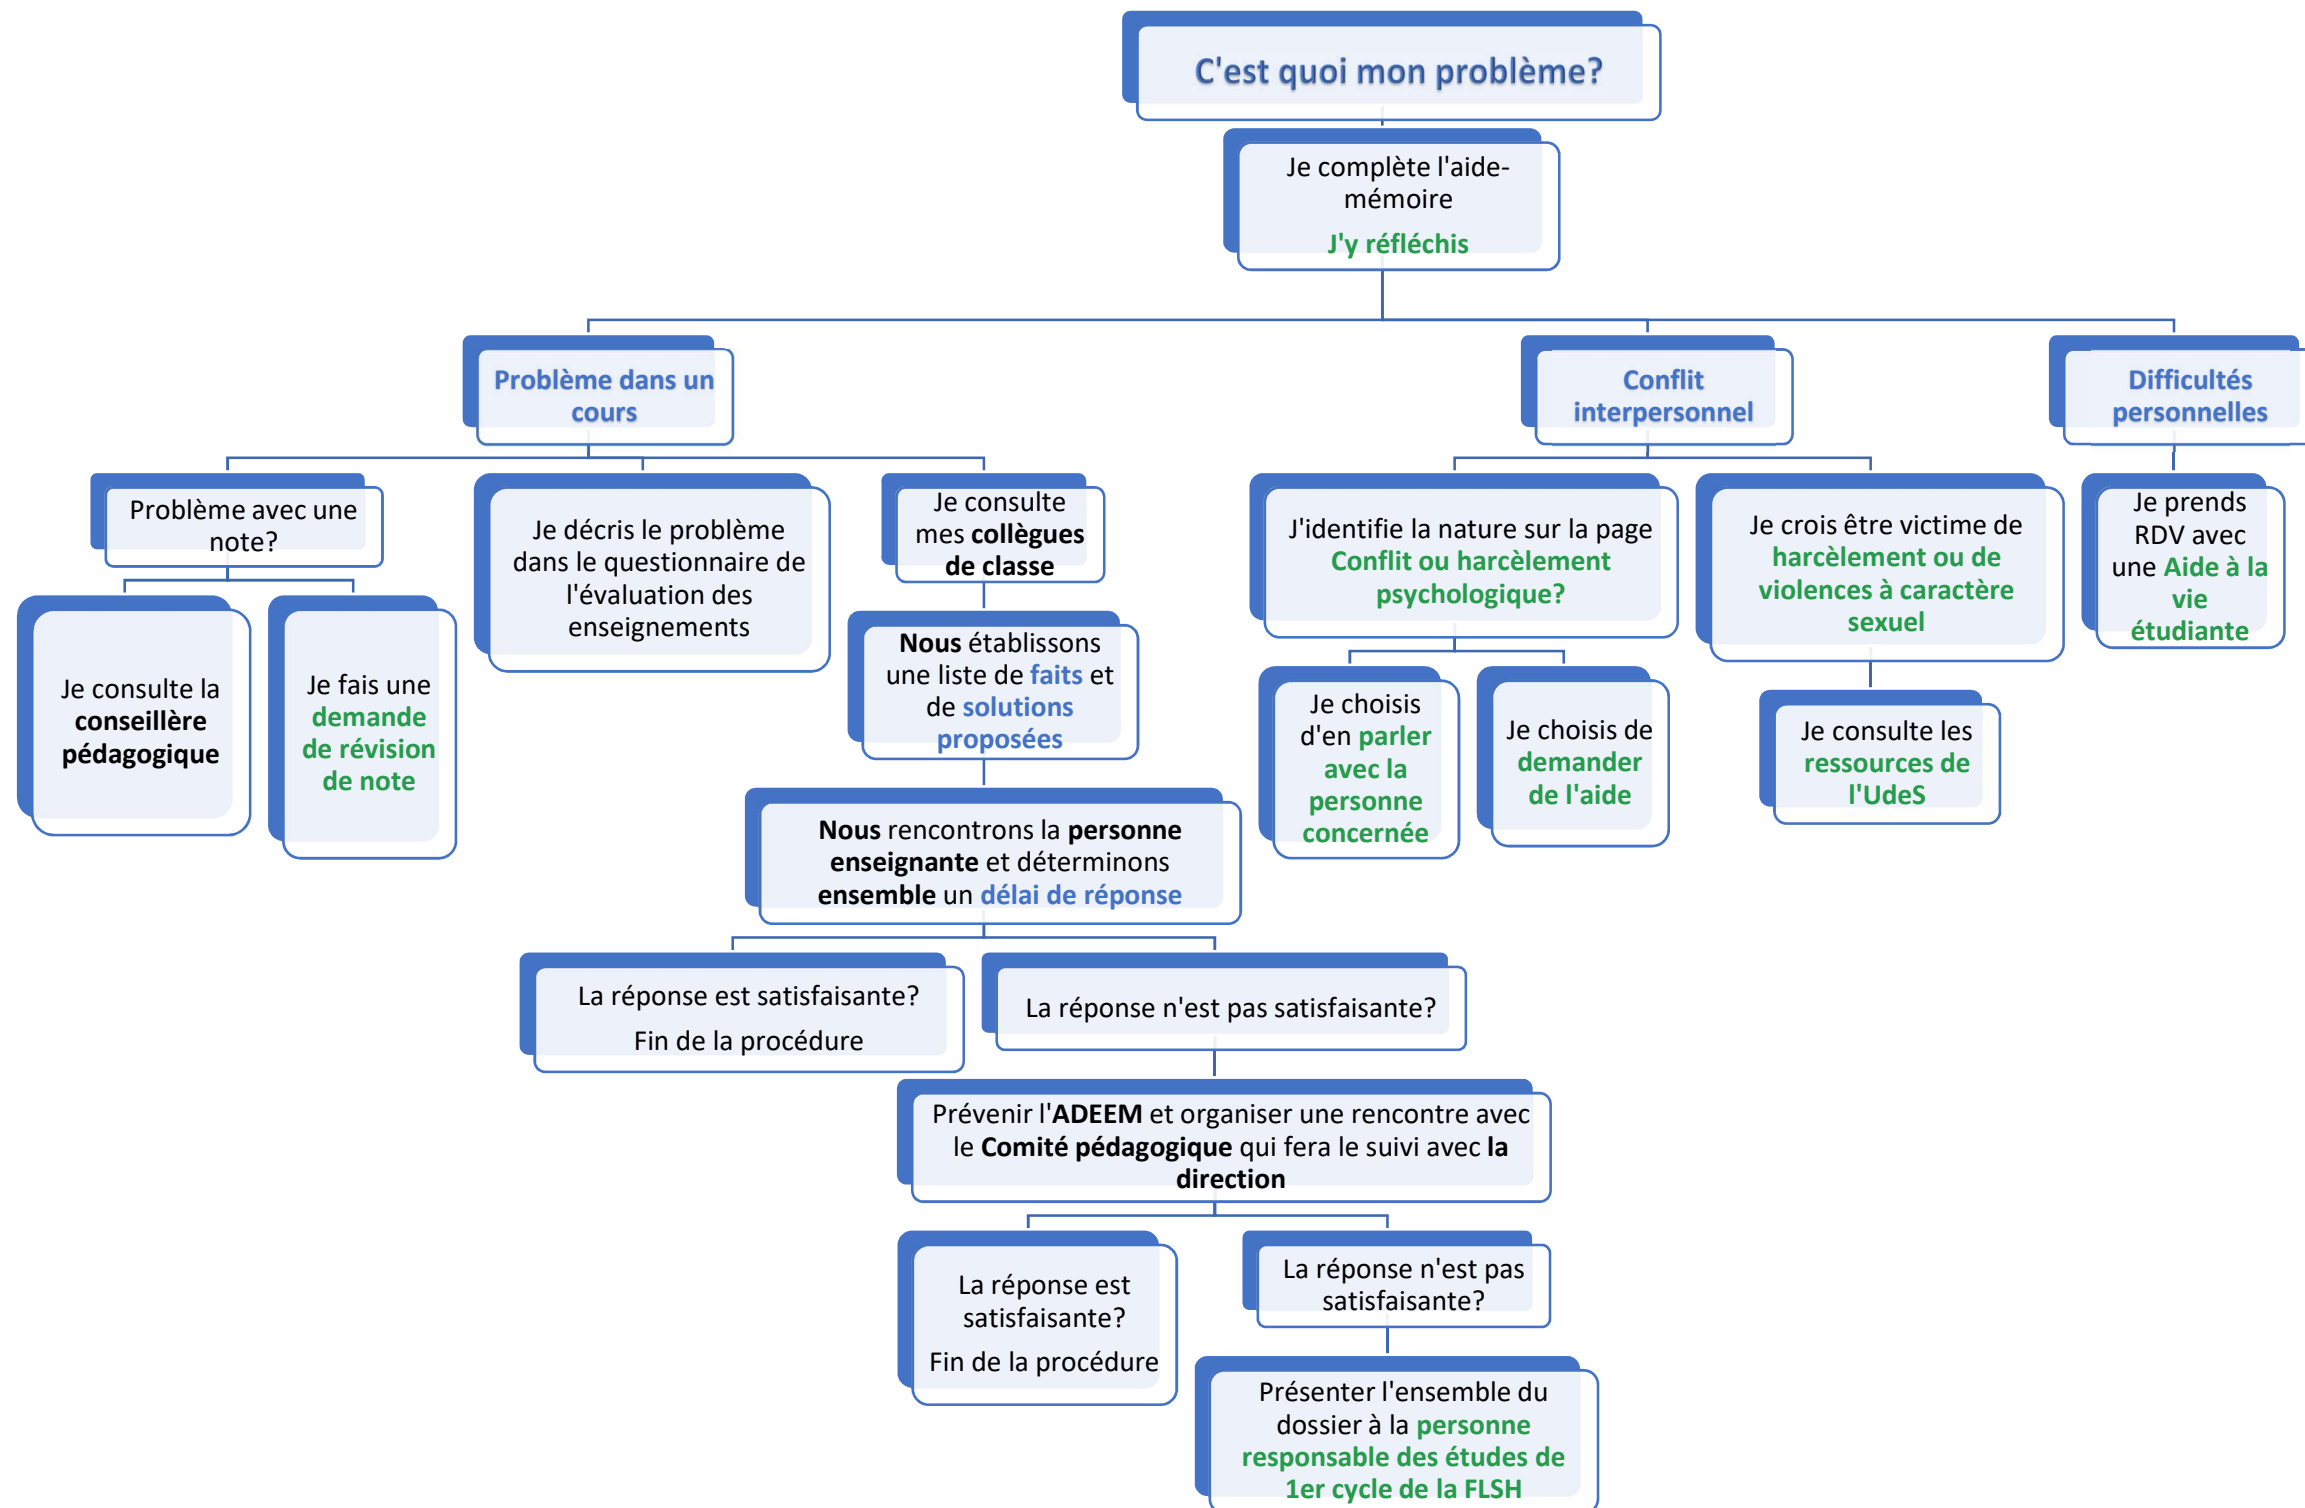 C'est quoi mon problème?
Je complète l'aide-
mémoire
J'y réfléchis
Problème dans un
cours
Conflit
interpersonnel
Difficultés
personnelles
Problème avec une
note?
Je décris le problème
dans le questionnaire de
l'évaluation des
enseignements
Je consulte
mes collègues
de classe
J'identifie la nature sur la page
Conflit ou harcèlement
psychologique?
Je crois être victime de
harcèlement ou de
violences à caractère
sexuel
Je prends
RDV avec
une Aide à la
vie
étudiante
Je consulte la
conseillère
pédagogique
Je fais une
demande
de révision
de note
Nous établissons
une liste de faits et
de solutions
proposées
Je choisis
d'en parler
avec la
personne
concernée
Je choisis de
demander
de l'aide
Je consulte les
ressources de
l'UdeS
Nous rencontrons la personne
enseignante et déterminons
ensemble un délai de réponse
La réponse est satisfaisante?
Fin de la procédure
La réponse n'est pas satisfaisante?
Prévenir l'ADEEM et organiser une rencontre avec
le Comité pédagogique qui fera le suivi avec la
direction
La réponse est
satisfaisante?
Fin de la procédure
La réponse n'est pas
satisfaisante?
Présenter l'ensemble du
dossier à la personne
responsable des études de
1er cycle de la FLSH